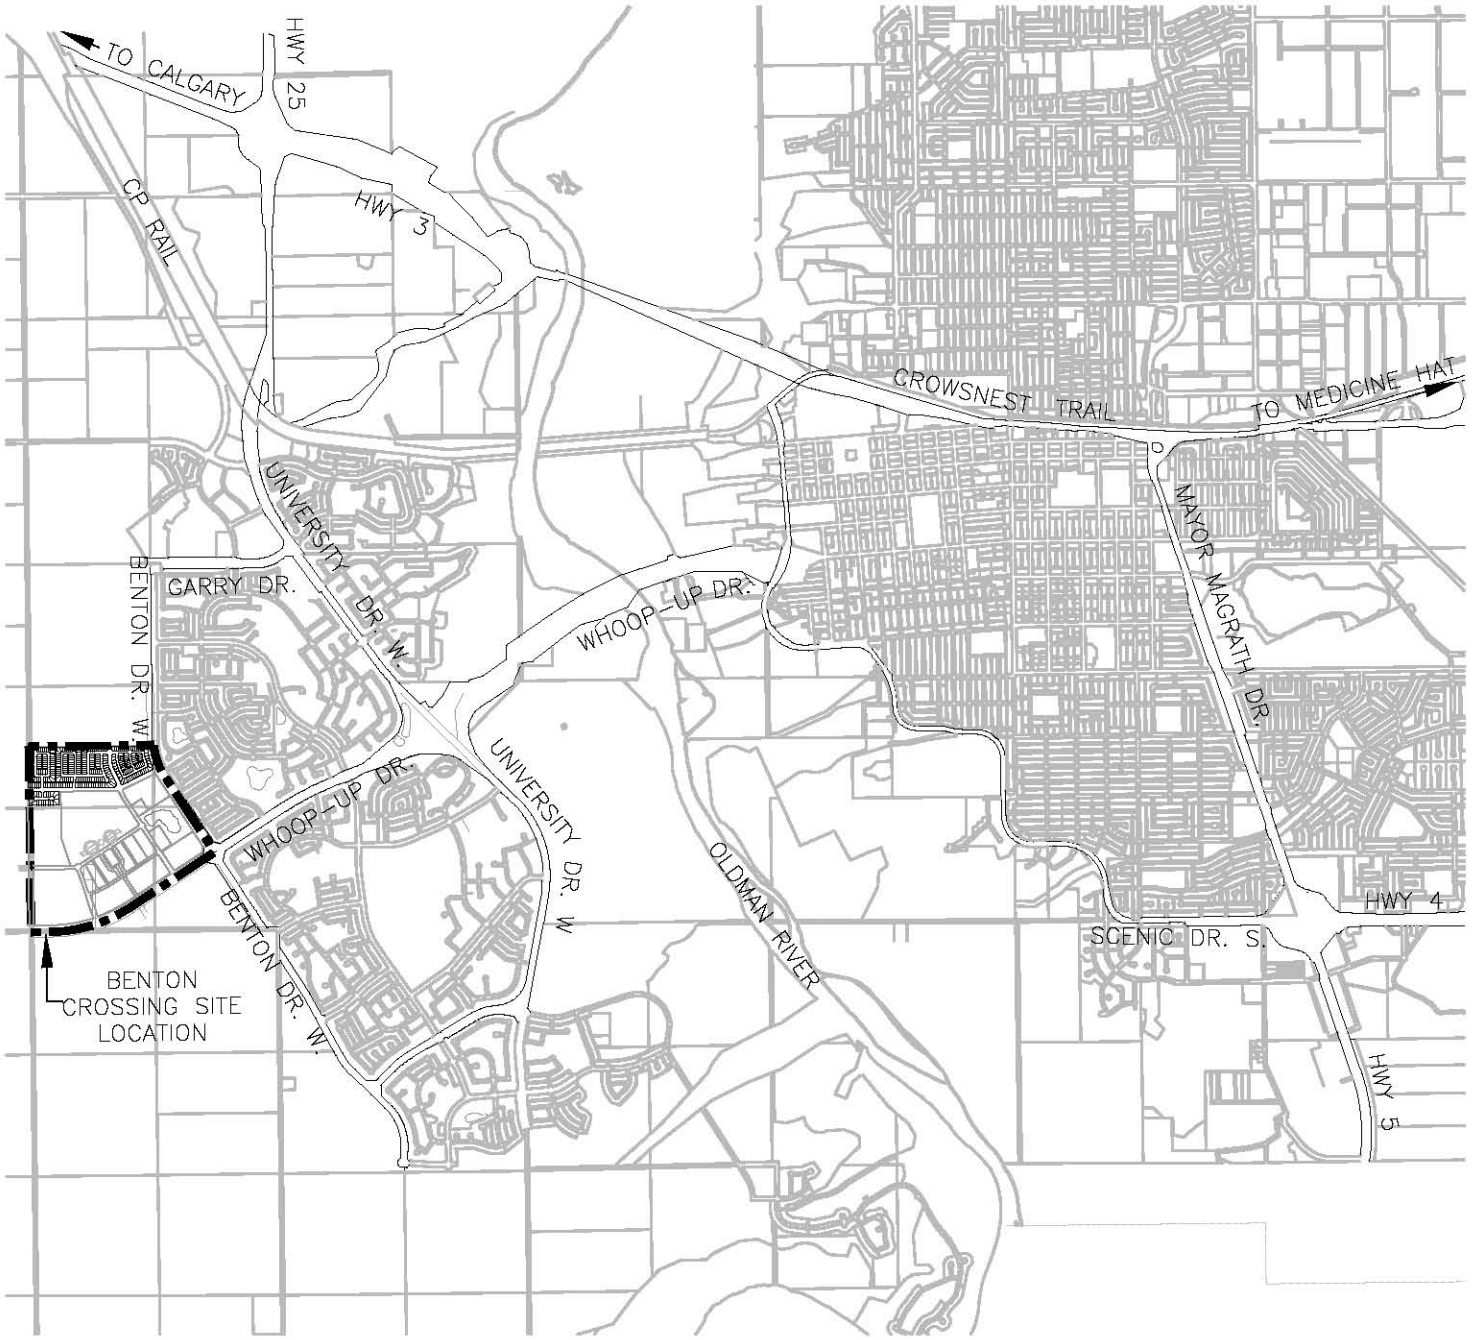 HWY 25
TO CALGARY
CP RAIL
HWY 3
CROWSNEST TRAIL
TO MEDICINE HAT
UNIVERSITY DR. W.
MAYOR MAGRATH DR.
BENTON DR. W.
GARRY DR.
WHOOP-UP DR.
UNIVERSITY DR. W
WHOOP-UP DR.
OLDMAN RIVER
BENTON DR. W.
HWY 4
SCENIC DR. S.
BENTON
CROSSING SITE
LOCATION
HWY 5